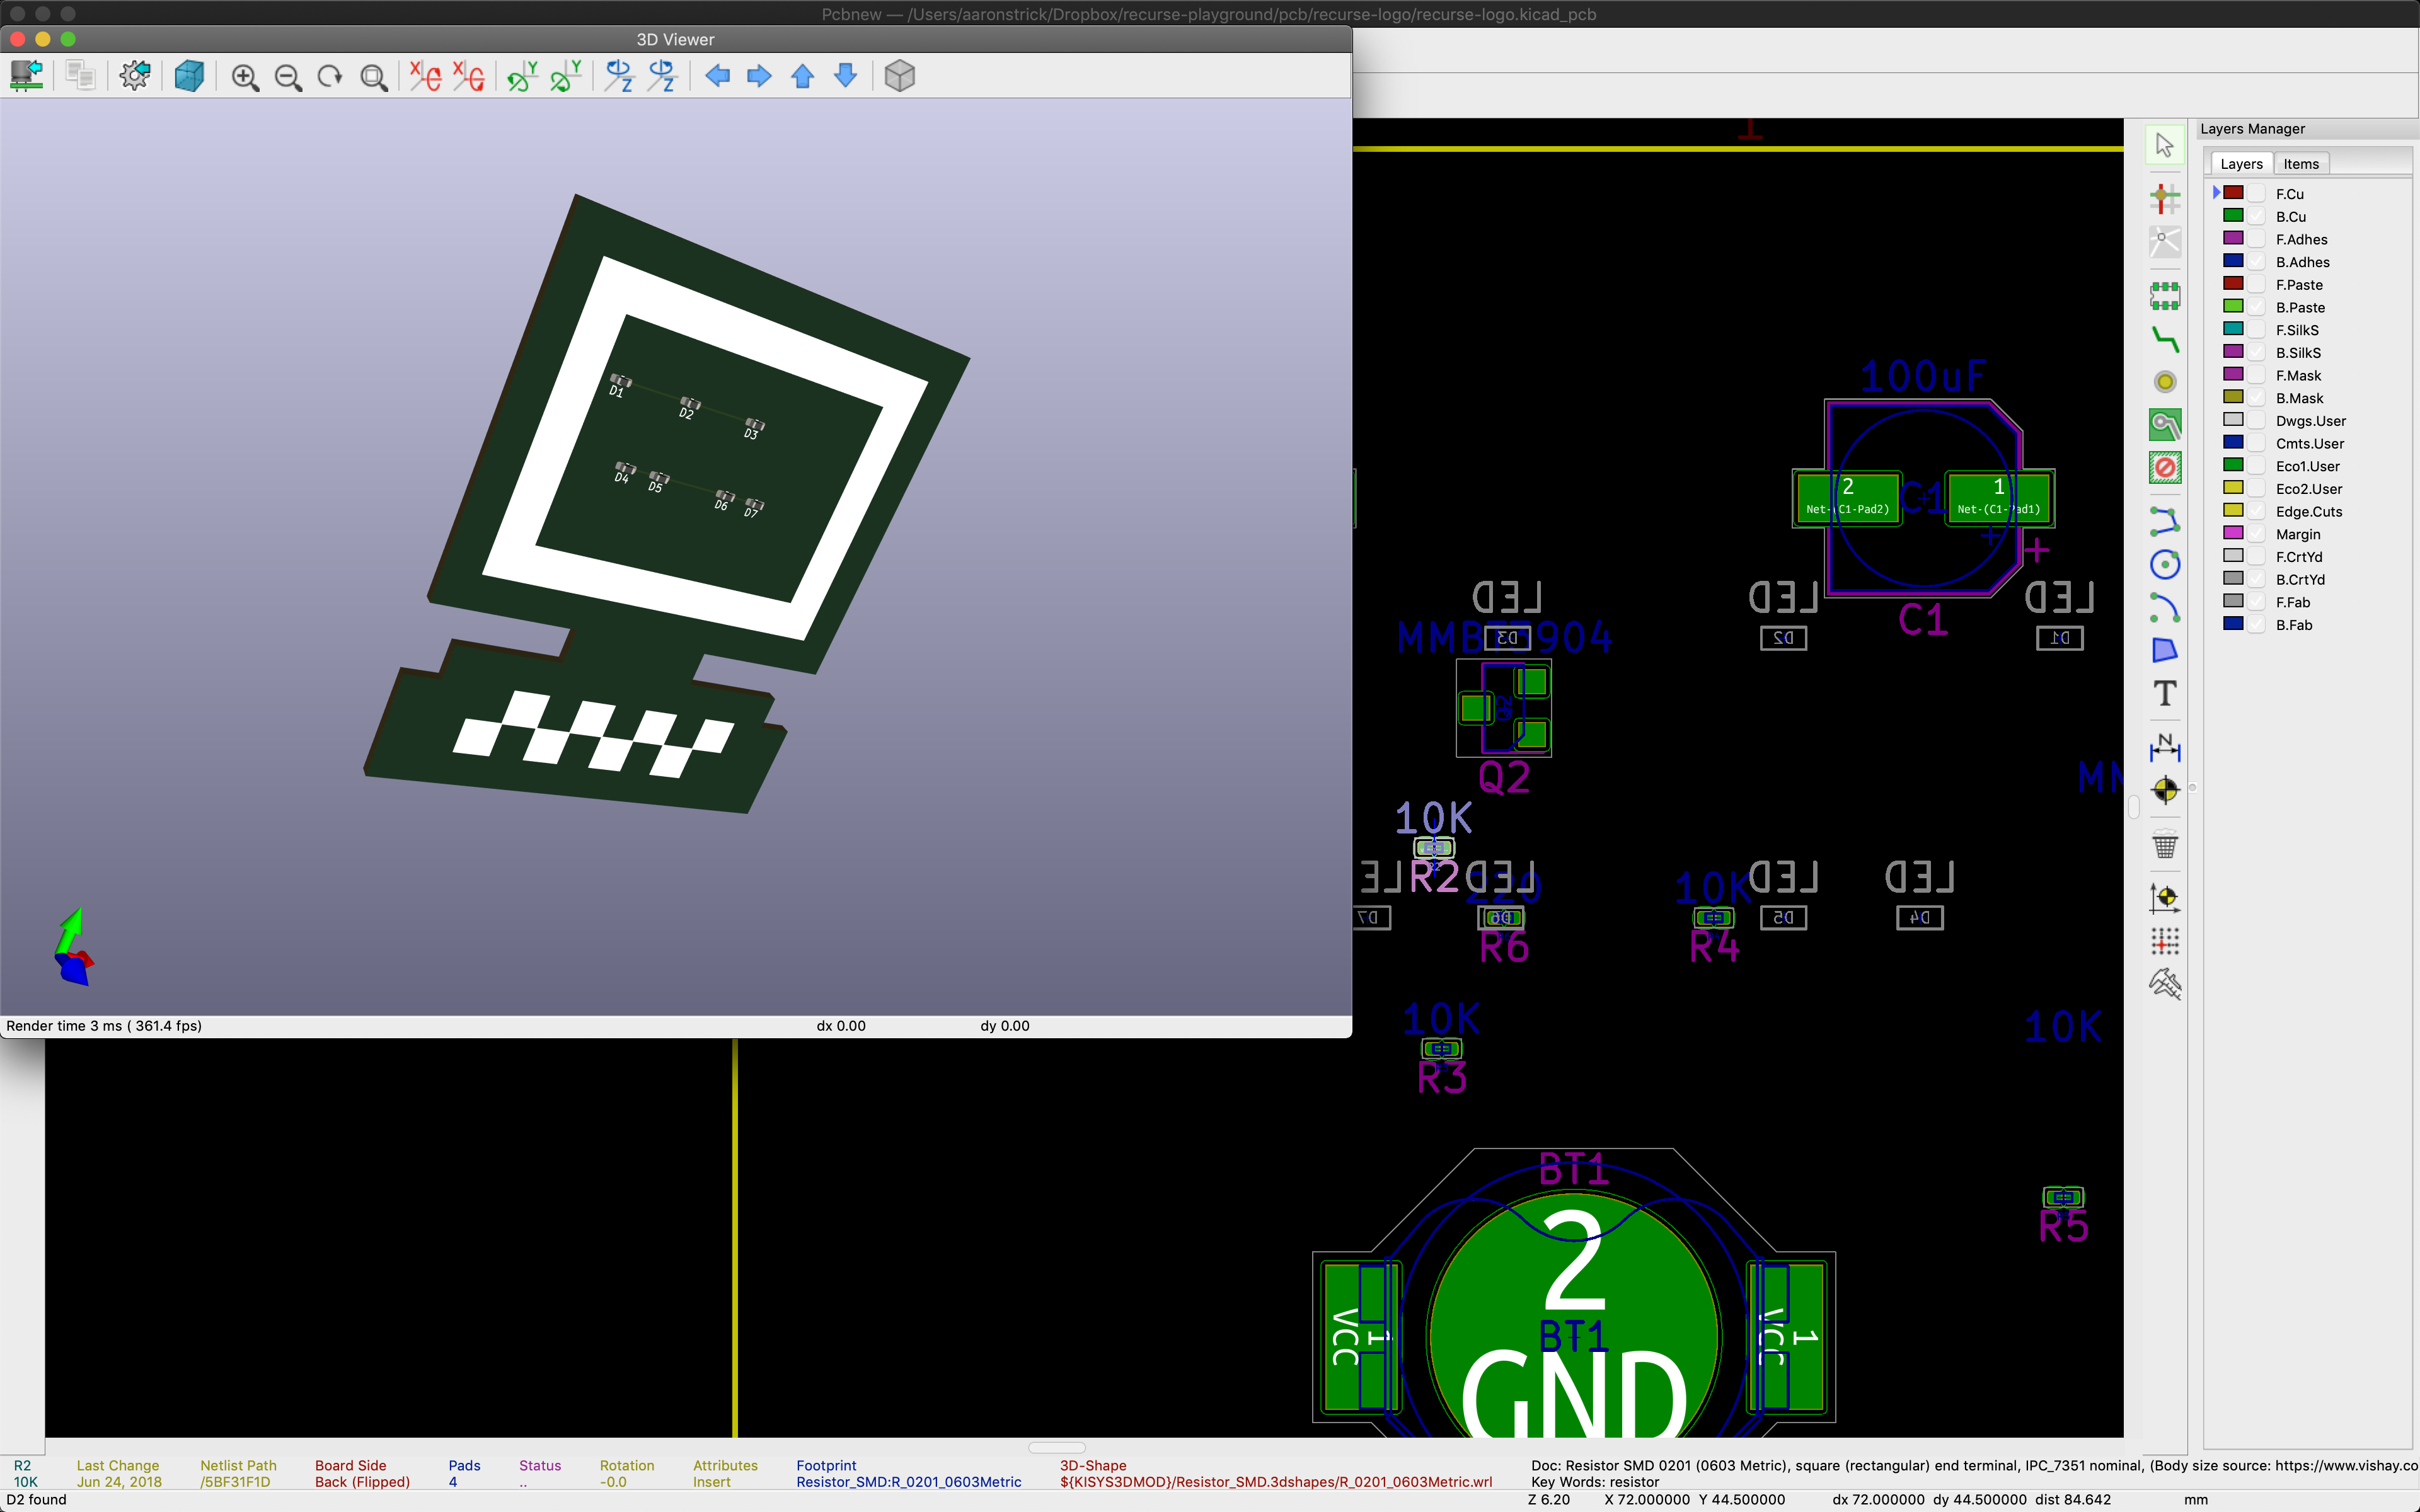 Pcbnew — /Users/aaronstrick/Dropbox/recurse-playground/pcb/recurse-logo/recurse-logo.kicad_pcb
3D Viewer
D1
D2
D3
D4
D5
D6
D7
Render time 3 ms ( 361.4 fps)
dx 0.00
dy 0.00
100uF
2
Net-(C1-Pad2)
C1
1
Net-(C1-Pad1)
+
+
C1
LED
LED
LED
D3
D2
D1
Q2
Q2
MM
10K
R2
LE
LED
LED
LED
220
10K
D7
D6
D5
D4
R6
R4
10K
R3
10K
R5
BT1
2
BT1
GND
1
VCC
1
VCC
Layers Manager
Layers
Items
F.Cu
B.Cu
F.Adhes
B.Adhes
F.Paste
B.Paste
F.SilkS
B.SilkS
F.Mask
B.Mask
Dwgs.User
Cmts.User
Eco1.User
Eco2.User
Edge.Cuts
Margin
F.CrtYd
B.CrtYd
F.Fab
B.Fab
R2 Last Change Netlist Path Board Side Pads Status Rotation Attributes Footprint 3D-Shape Doc: Resistor SMD 0201 (0603 Metric), square (rectangular) end terminal, IPC_7351 nominal, (Body size source: https://www.vishay.co
10K Jun 24, 2018 /5BF31F1D Back (Flipped) 4 .. -0.0 Insert Resistor_SMD:R_0201_0603Metric ${KISYS3DMOD}/Resistor_SMD.3dshapes/R_0201_0603Metric.wrl Key Words: resistor
D2 found Z 6.20 X 72.000000 Y 44.500000 dx 72.000000 dy 44.500000 dist 84.642 mm